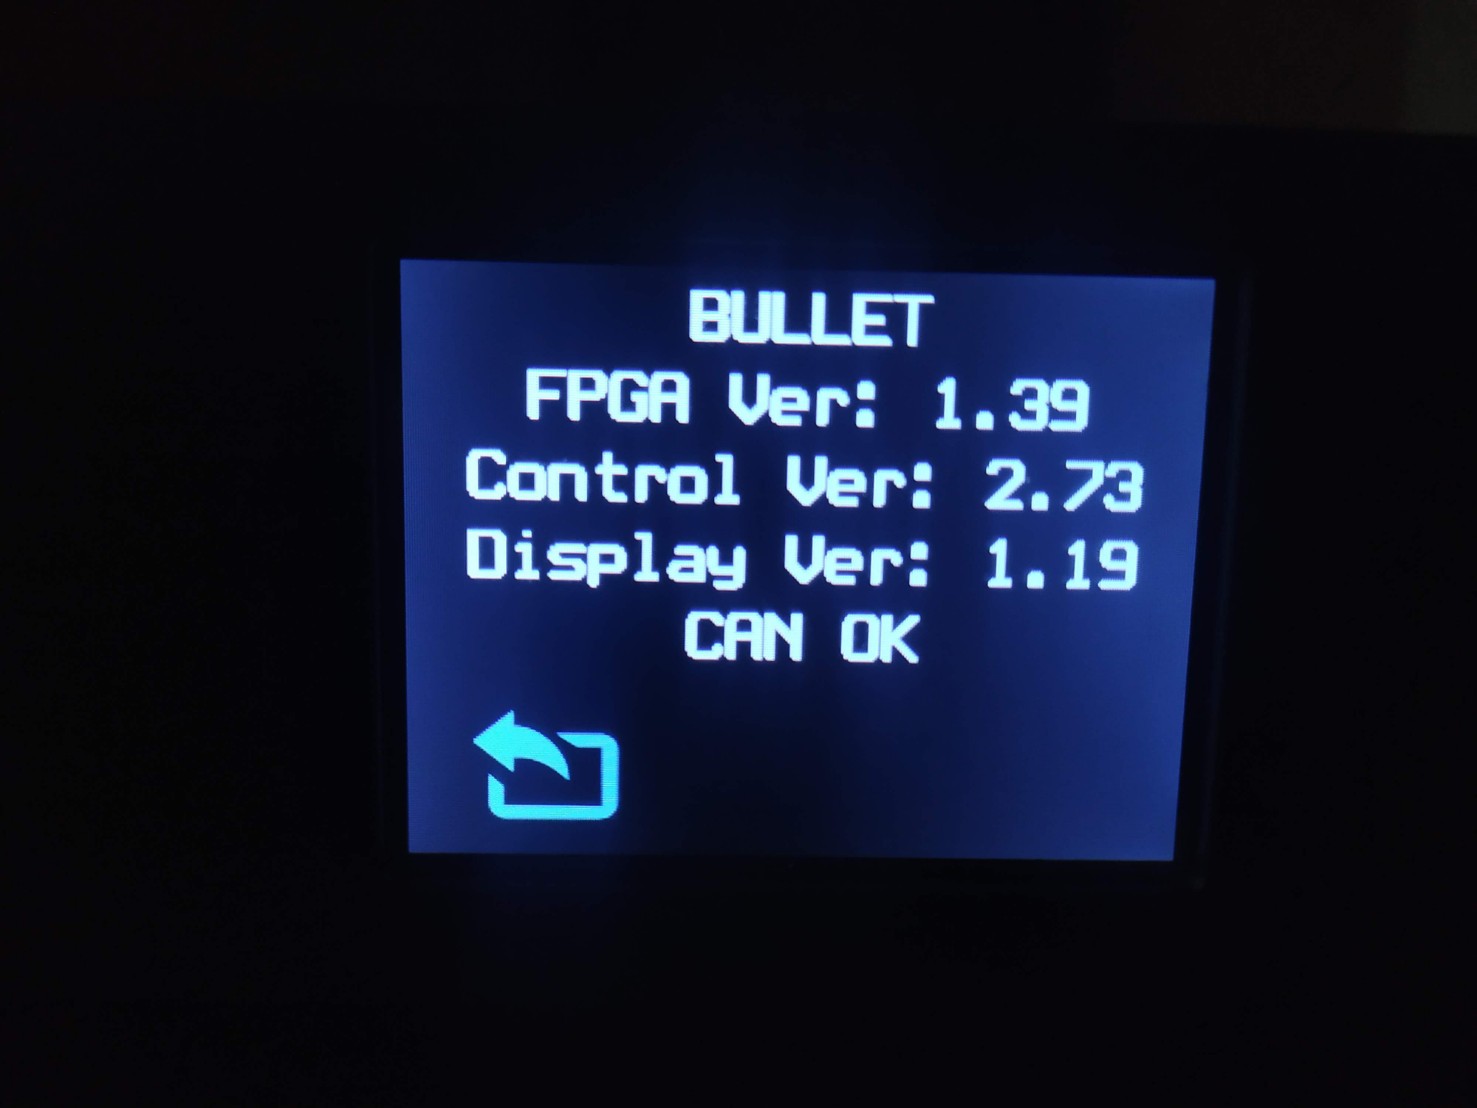 BULLET
FPGA Ver: 1.39
Control Ver: 2.73
Display Ver: 1.19
CAN OK